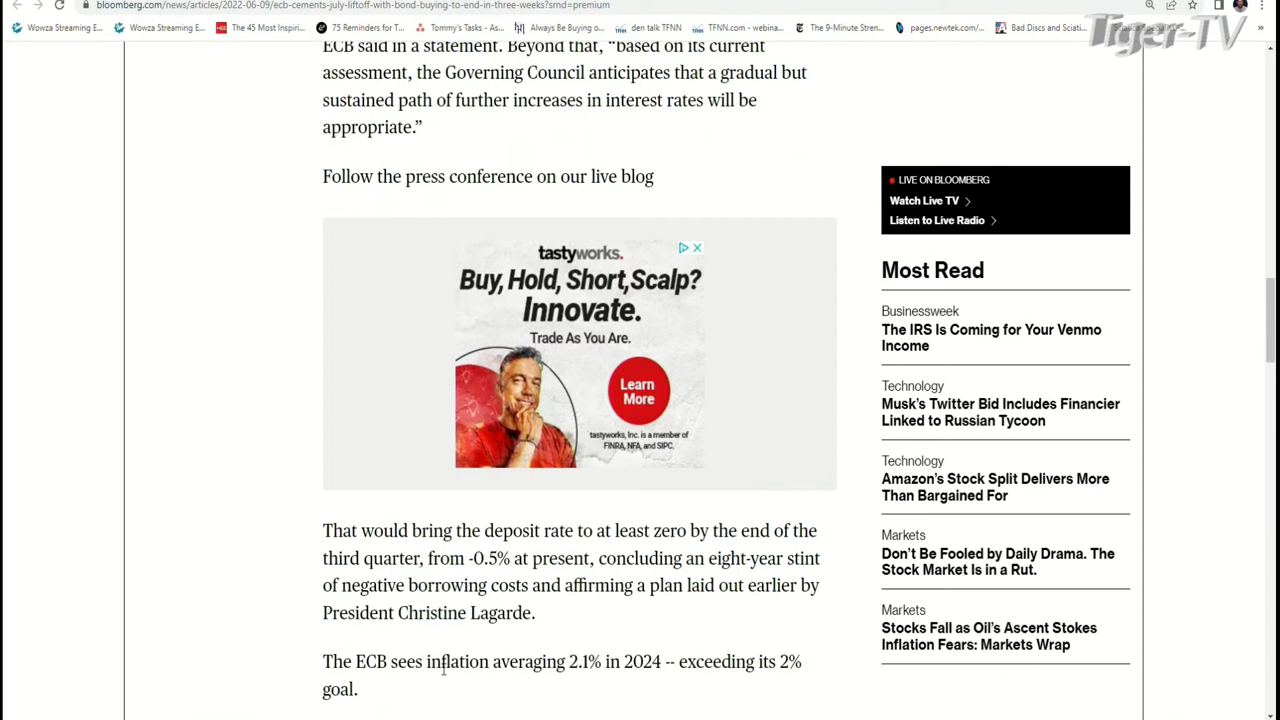 bloomberg.com/news/articles/2022-06-09/ecb-cements-july-liftoff-with-bond-buying-to-end-in-three-weeks?srnd=premium
Wowza Streaming E...
Wowza Streaming E...
The 45 Most Inspiri...
75 Reminders for t...
Tommy's Tasks - As...
Always Be Buying o...
den talk TFNN
TFNN.com - webina...
The 9-Minute Stren...
pages.newtek.com/...
Bad Discs and Sciati...
Tiger-TV
ECB said in a statement. Beyond that, “based on its current
assessment, the Governing Council anticipates that a gradual but
sustained path of further increases in interest rates will be
appropriate.”
Follow the press conference on our live blog
tastyworks.
Buy, Hold, Short, Scalp?
Innovate.
Trade As You Are.
Learn
More
tastyworks, Inc. is a member of
FINRA, NFA, and SIPC.
That would bring the deposit rate to at least zero by the end of the
third quarter, from -0.5% at present, concluding an eight-year stint
of negative borrowing costs and affirming a plan laid out earlier by
President Christine Lagarde.
The ECB sees inflation averaging 2.1% in 2024 -- exceeding its 2%
goal.
LIVE ON BLOOMBERG
Watch Live TV
Listen to Live Radio
Most Read
Businessweek
The IRS Is Coming for Your Venmo
Income
Technology
Musk’s Twitter Bid Includes Financier
Linked to Russian Tycoon
Technology
Amazon’s Stock Split Delivers More
Than Bargained For
Markets
Don’t Be Fooled by Daily Drama. The
Stock Market Is in a Rut.
Markets
Stocks Fall as Oil’s Ascent Stokes
Inflation Fears: Markets Wrap